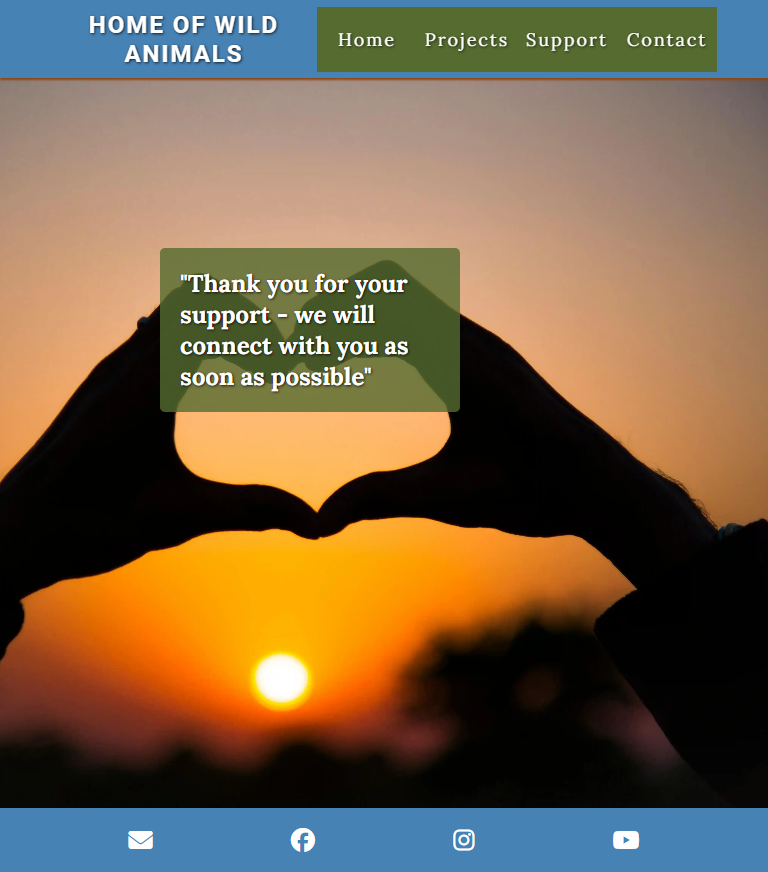 HOME OF WILD
ANIMALS
Home Projects Support Contact
"Thank you for your
support - we will
connect with you as
soon as possible"